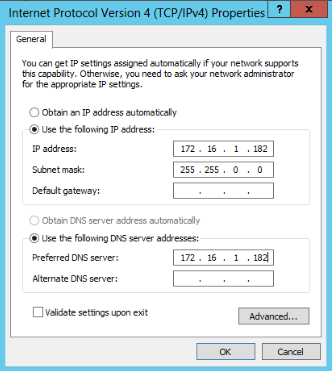 Internet Protocol Version 4 (TCP/IPv4) Properties ? x
General
You can get IP settings assigned automatically if your network supports
this capability. Otherwise, you need to ask your network administrator
for the appropriate IP settings.
Obtain an IP address automatically
Use the following IP address:
IP address: 172 . 16 . 1 . 182
Subnet mask: 255 . 255 . 0 . 0
Default gateway: . . .
Obtain DNS server address automatically
Use the following DNS server addresses:
Preferred DNS server: 172 . 16 . 1 . 182
Alternate DNS server: . . .
Validate settings upon exit
Advanced...
OK Cancel